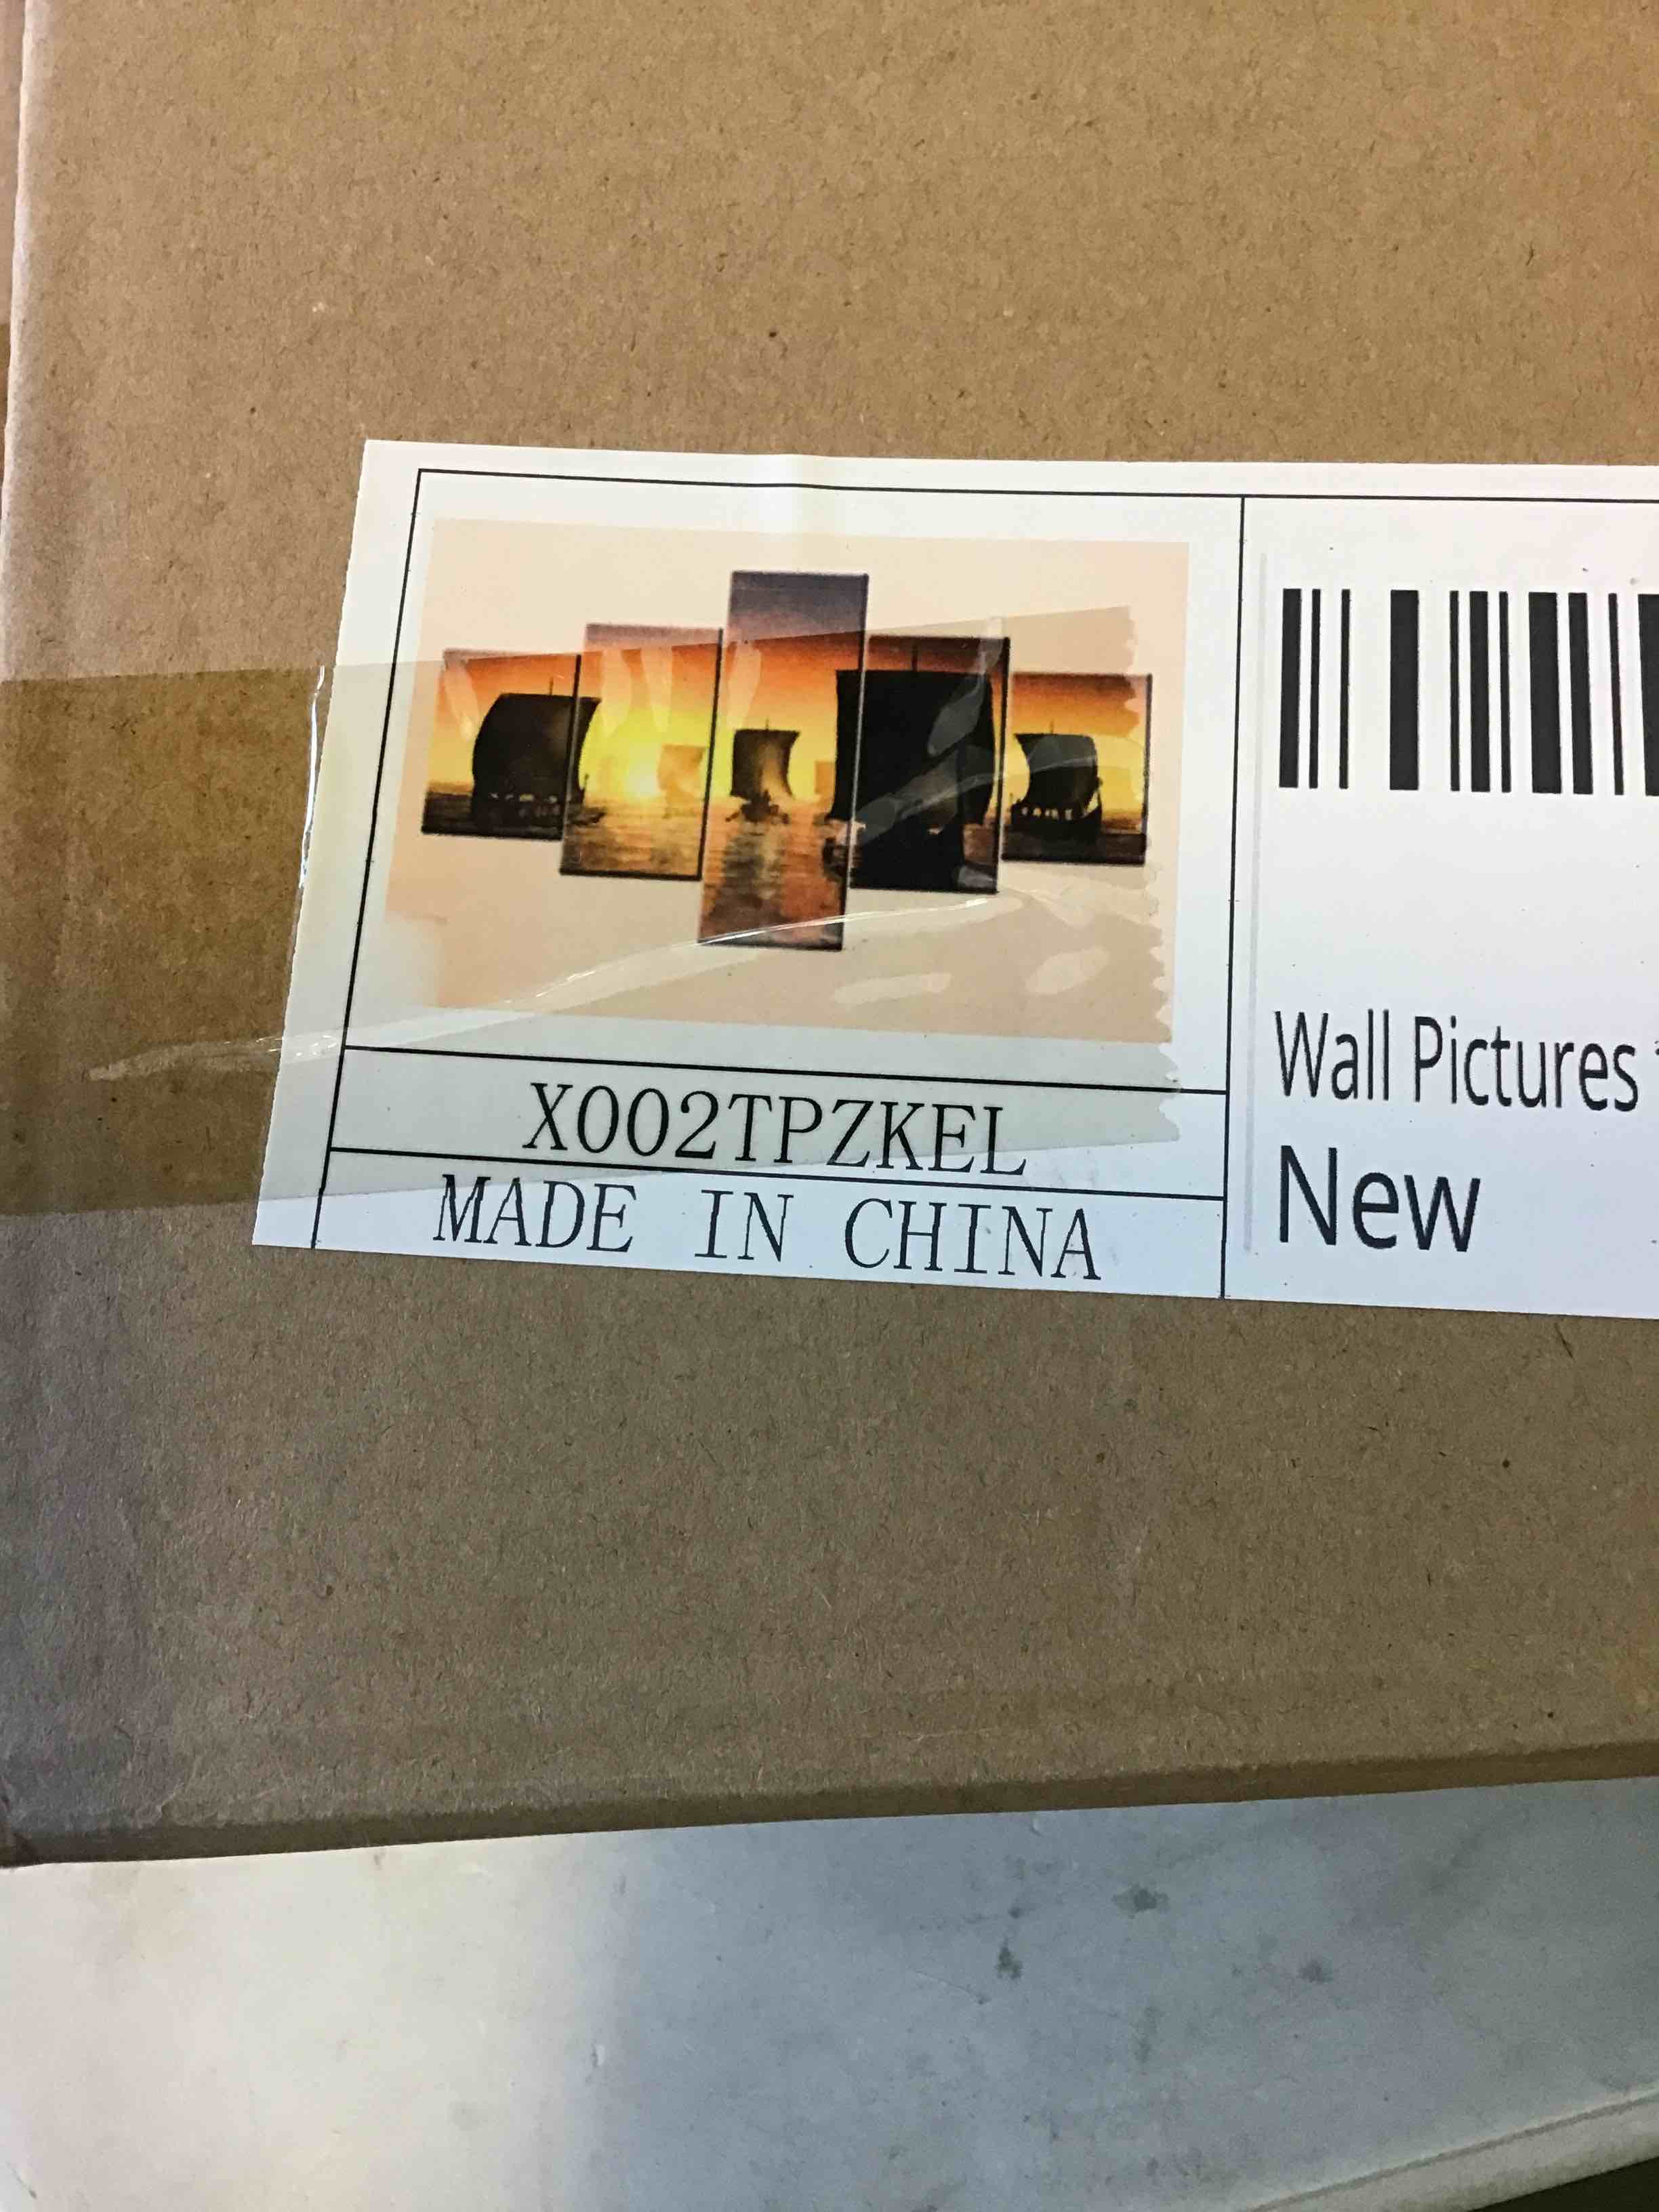 X002TPZKEL
MADE IN CHINA
Wall Pictures
New